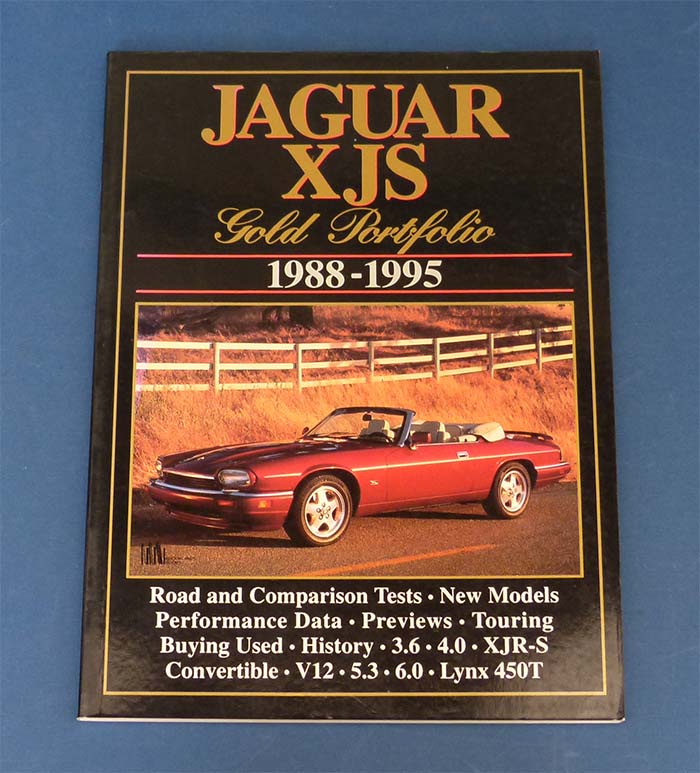 JAGUAR
XJS
Gold Portfolio
1988-1995
Road and Comparison Tests · New Models
Performance Data · Previews · Touring
Buying Used · History · 3.6 · 4.0 · XJR-S
Convertible · V12 · 5.3 · 6.0 · Lynx 450T